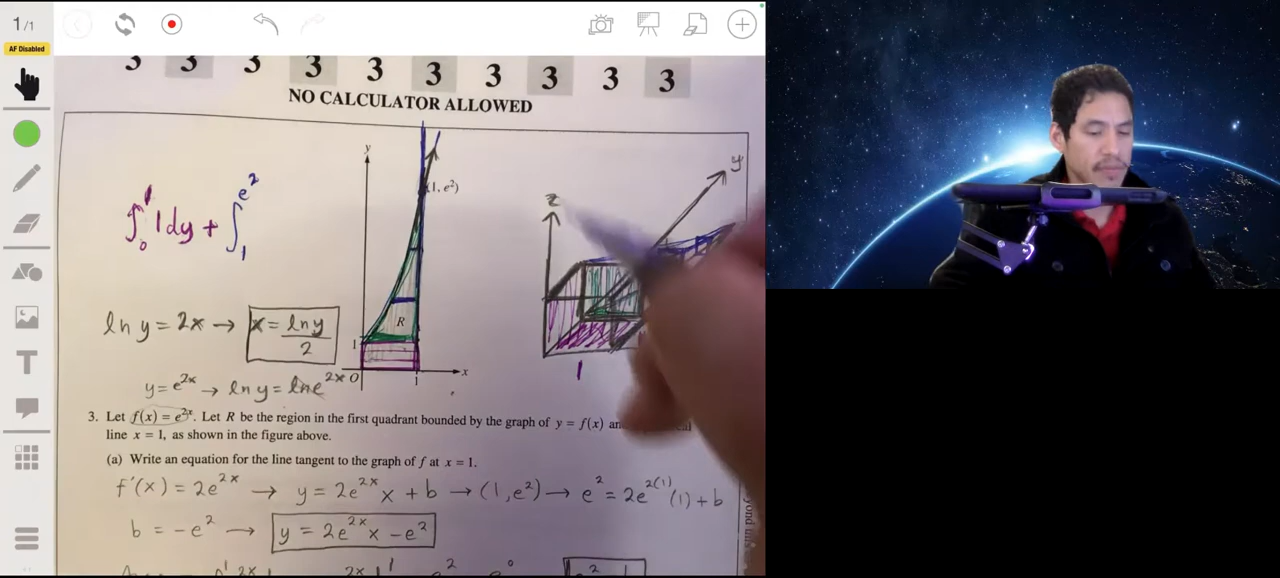 1/1
AF Disabled
3 3 3 3 3 3 3 3 3
NO CALCULATOR ALLOWED
y
(1, e²)
z
y
∫₀¹ 1dy + ∫₁^e²
R
1
x
O
1
1
ln y = 2x → x = ln y / 2
y = e^2x → ln y = lne^2x
3. Let f(x) = e^2x. Let R be the region in the first quadrant bounded by the graph of y = f(x) an
line x = 1, as shown in the figure above.
(a) Write an equation for the line tangent to the graph of f at x = 1.
f'(x) = 2e^2x → y = 2e^2x x + b → (1, e²) → e² = 2e^2(1) (1) + b
b = -e² → y = 2e^2x x - e²
T